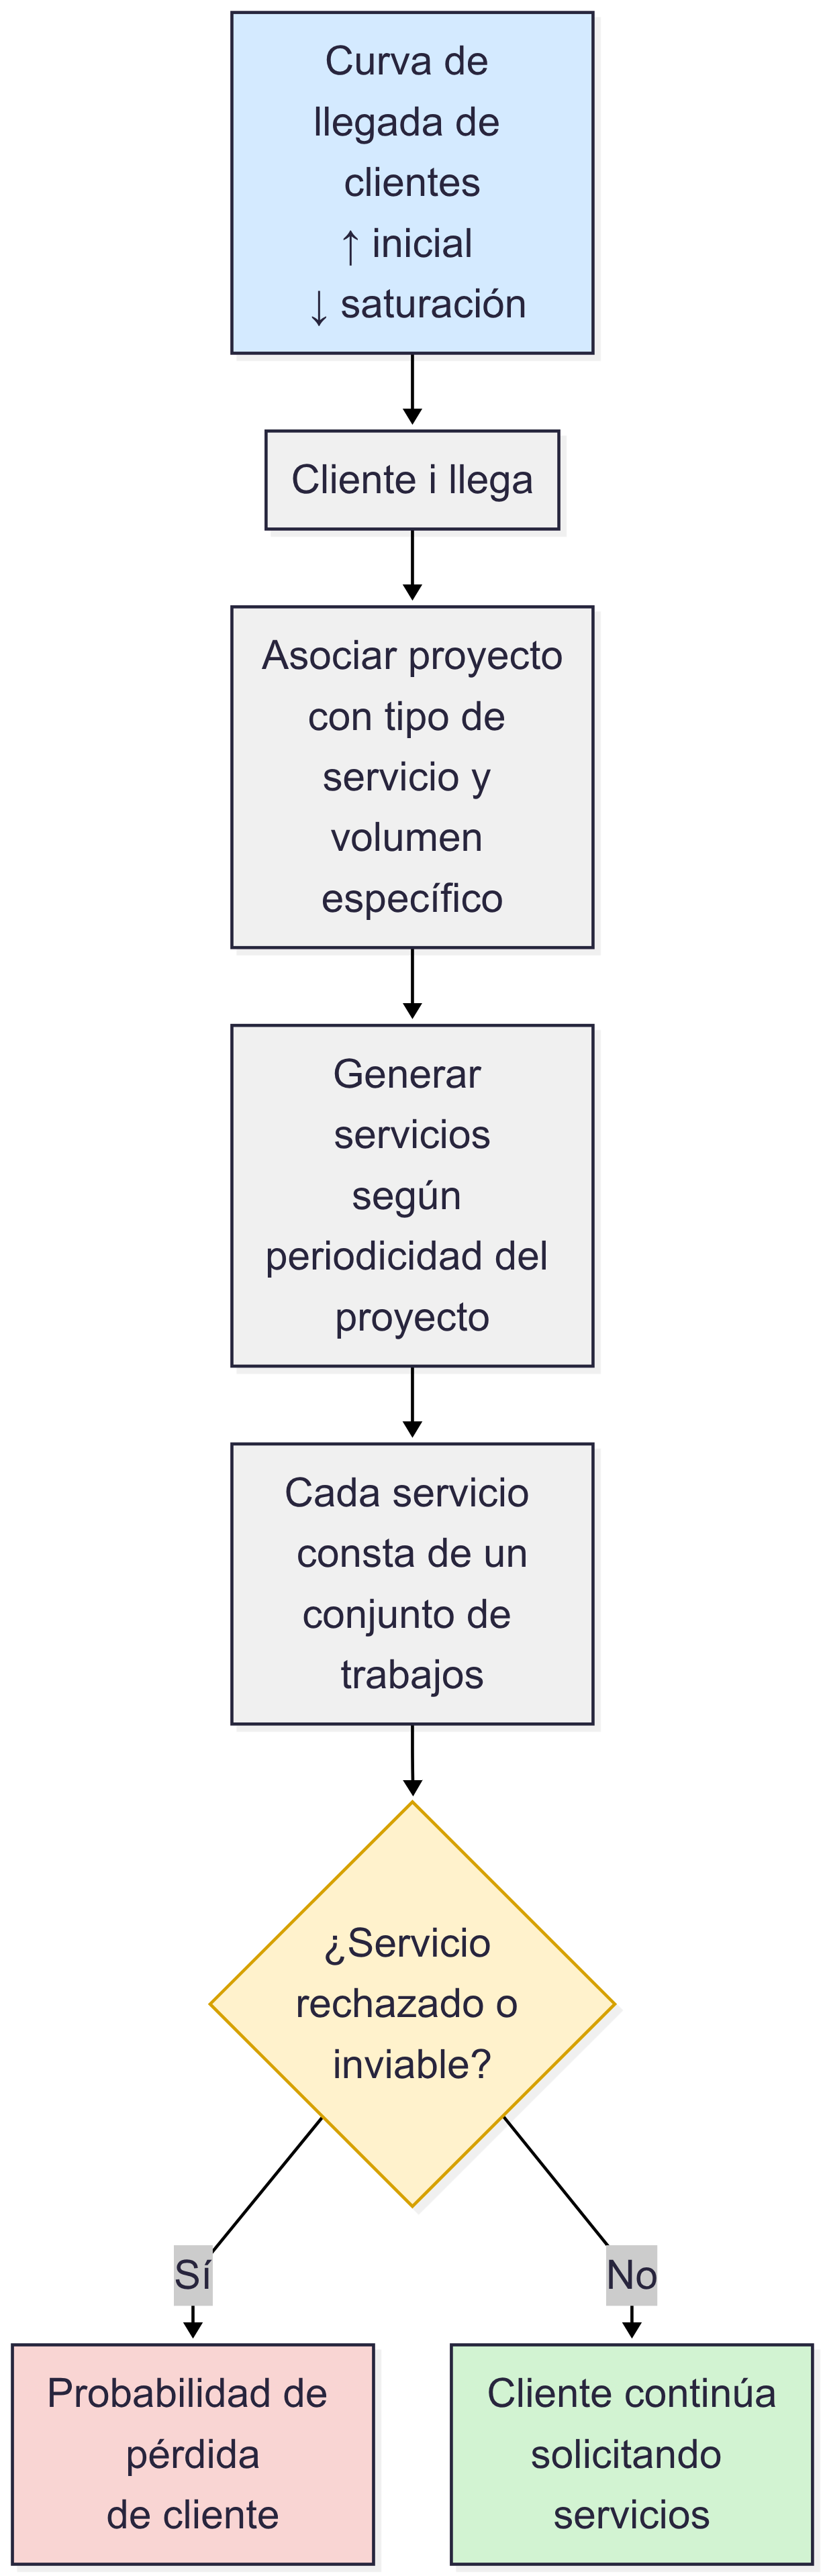 Curva de
llegada de
clientes
↑ inicial
↓ saturación
Cliente i llega
Asociar proyecto
con tipo de
servicio y
volumen
específico
Generar
servicios
según
periodicidad del
proyecto
Cada servicio
consta de un
conjunto de
trabajos
¿Servicio
rechazado o
inviable?
Sí
No
Probabilidad de
pérdida
de cliente
Cliente continúa
solicitando
servicios